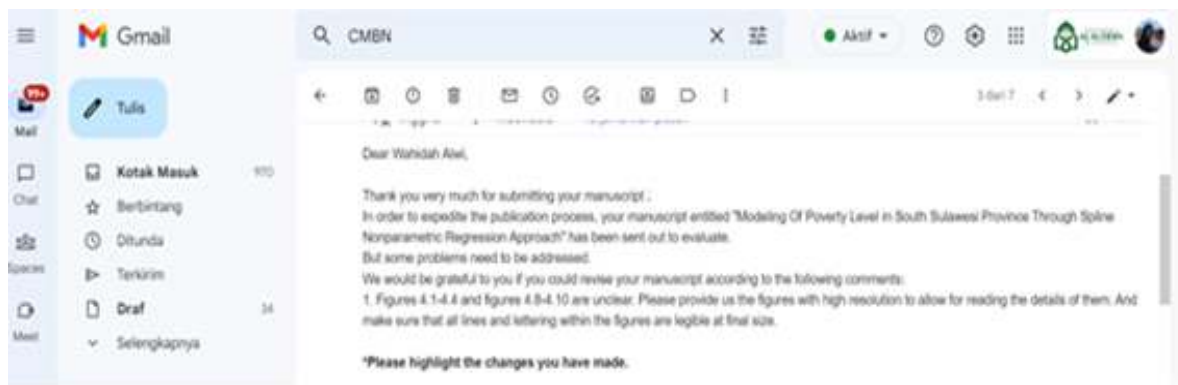 Gmail
CMBN
Aktif
99+
Mail
Tulis
3 dari 7
Chat
Spaces
Meet
Kotak Masuk 970
Berbintang
Ditunda
Terkirim
Draf 34
Selengkapnya
Dear Wahidah Alwi,
Thank you very much for submitting your manuscript .
In order to expedite the publication process, your manuscript entitled "Modeling Of Poverty Level in South Sulawesi Province Through Spline
Nonparametric Regression Approach" has been sent out to evaluate.
But some problems need to be addressed.
We would be grateful to you if you could revise your manuscript according to the following comments:
1. Figures 4.1-4.4 and figures 4.8-4.10 are unclear. Please provide us the figures with high resolution to allow for reading the details of them. And
make sure that all lines and lettering within the figures are legible at final size.
*Please highlight the changes you have made.